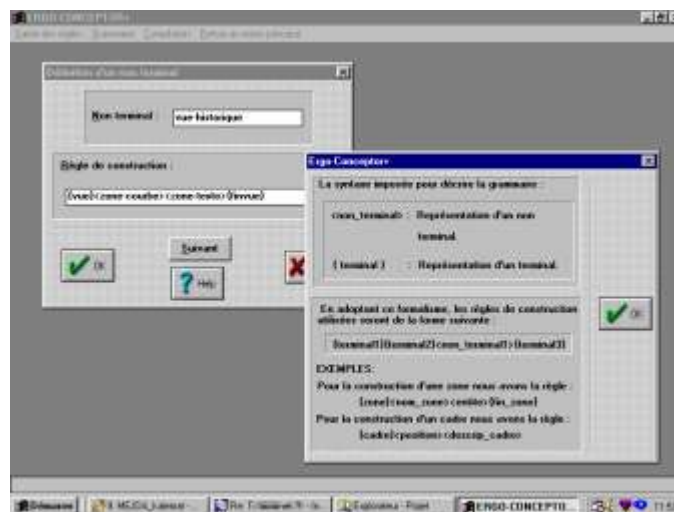 ERGO-CONCEPTOR+
Définition d'un non terminal
Non terminal :
vue-historique
Règle de construction :
{vue}<zone-courbe><zone-texte>{finvue}
OK
Suivant
Help
Ergo-Conceptor+
La syntaxe imposée pour décrire la grammaire :
<non_terminal> : Représentation d'un non
terminal.
{ terminal } : Représentation d'un terminal.
En adoptant ce formalisme, les règles de construction
utilisées seront de la forme suivante :
{terminal1}{terminal2}<non_terminal1>{terminal3}
EXEMPLES:
Pour la construction d'une zone nous avons la règle :
{zone}<nom_zone><entité>{fin_zone}
Pour la construction d'un cadre nous avons la règle :
{cadre}<position><descrip_cadre>
OK
Démarrer
Explorateur - Projet
ERGO-CONCEPTO...